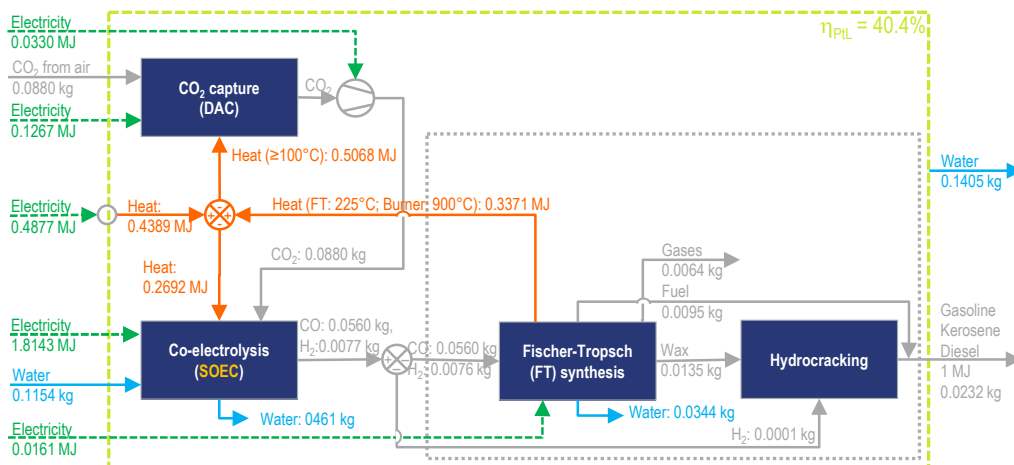 Electricity
0.0330 MJ
η PtL = 40.4%
CO2 from air
0.0880 kg
CO2 capture
(DAC)
CO2
Electricity
0.1267 MJ
Heat (≥100°C): 0.5068 MJ
Water
0.1405 kg
Electricity
0.4877 MJ
Heat:
0.4389 MJ
Heat (FT: 225°C; Burner: 900°C): 0.3371 MJ
CO2: 0.0880 kg
Gases
0.0064 kg
Heat:
0.2692 MJ
Fuel
0.0095 kg
Electricity
1.8143 MJ
Co-electrolysis
(SOEC)
CO: 0.0560 kg,
H2:0.0077 kg
CO: 0.0560 kg
H2: 0.0076 kg
Fischer-Tropsch
(FT) synthesis
Wax
0.0135 kg
Hydrocracking
Gasoline
Kerosene
Diesel
1 MJ
0.0232 kg
Water
0.1154 kg
Water: 0461 kg
Water: 0.0344 kg
Electricity
0.0161 MJ
H2: 0.0001 kg